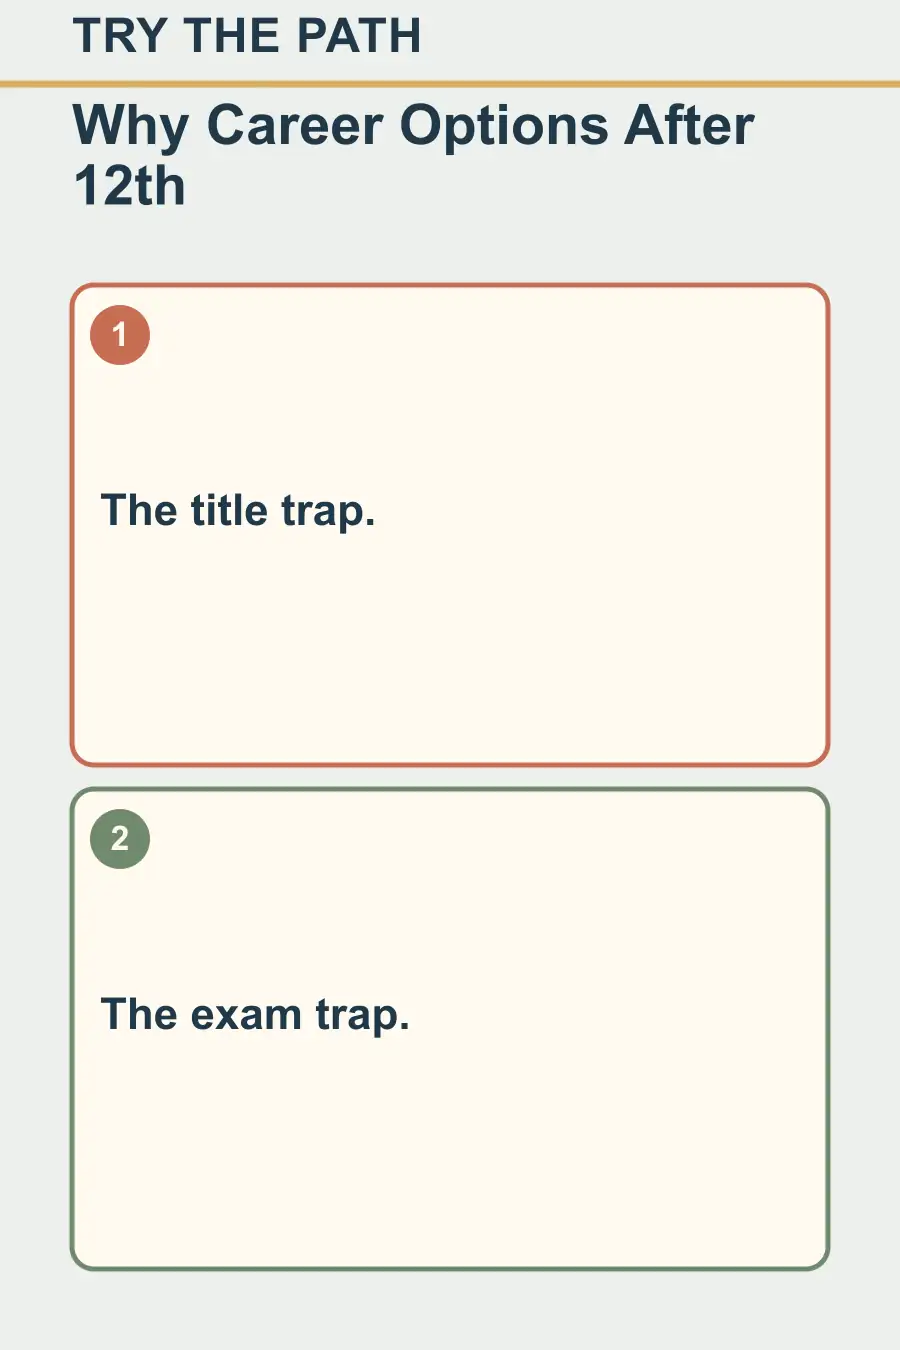 TRY THE PATH
Why Career Options After
12th
1
The title trap.
2
The exam trap.